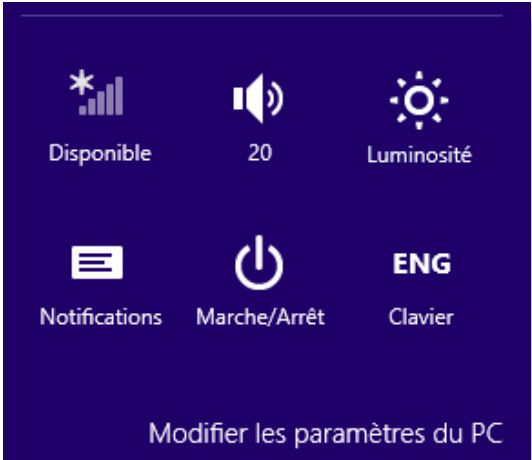 Disponible 20 Luminosité
ENG
Notifications Marche/Arrêt Clavier
Modifier les paramètres du PC